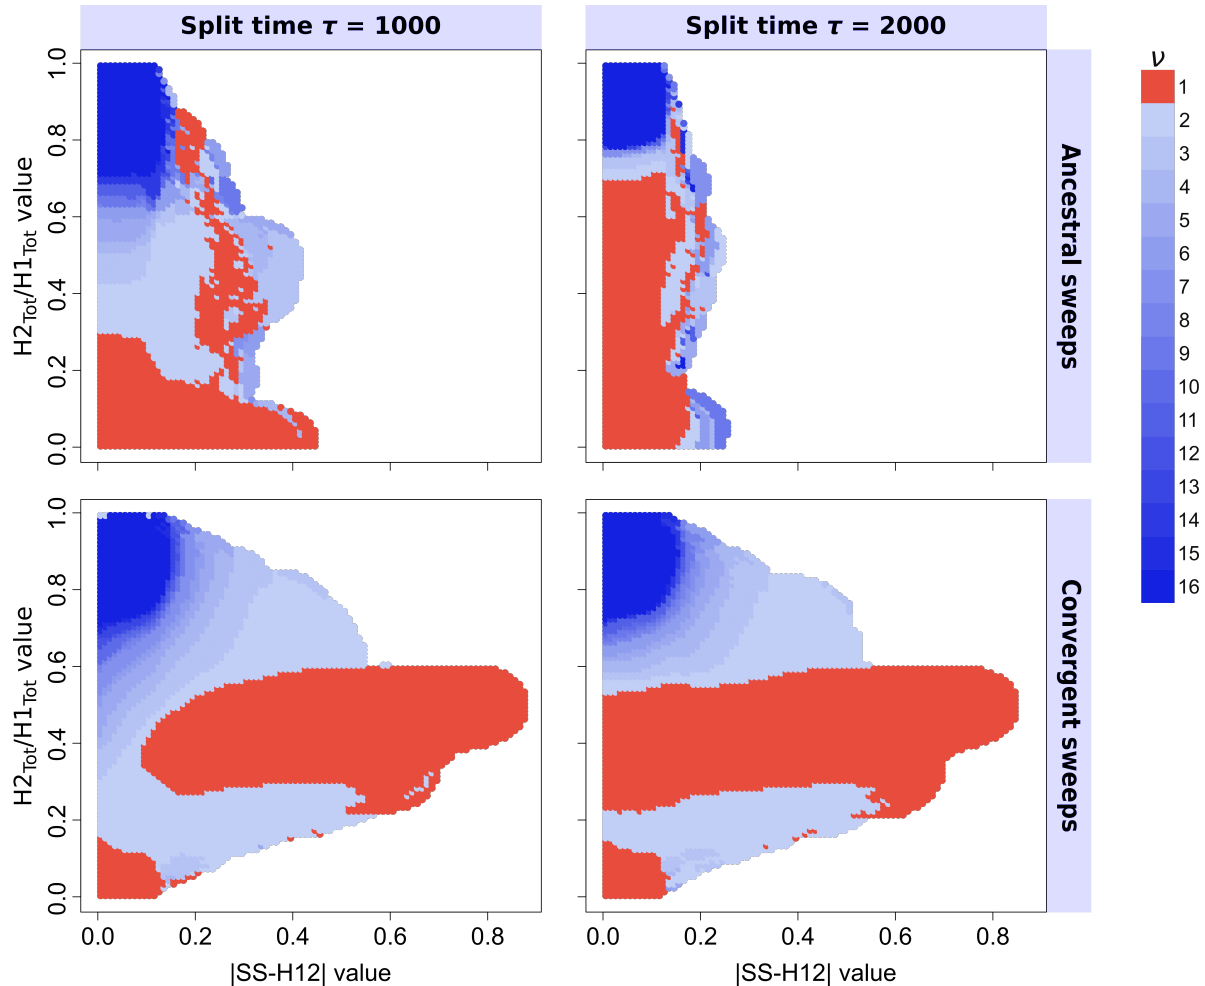 Split time τ = 1000
Split time τ = 2000
ν
1
2
3
4
5
6
7
8
9
10
11
12
13
14
15
16
H2Tot/H1Tot value
1.0
0.8
0.6
0.4
0.2
0.0
Ancestral sweeps
H2Tot/H1Tot value
1.0
0.8
0.6
0.4
0.2
0.0
Convergent sweeps
0.0 0.2 0.4 0.6 0.8
0.0 0.2 0.4 0.6 0.8
|SS-H12| value
|SS-H12| value